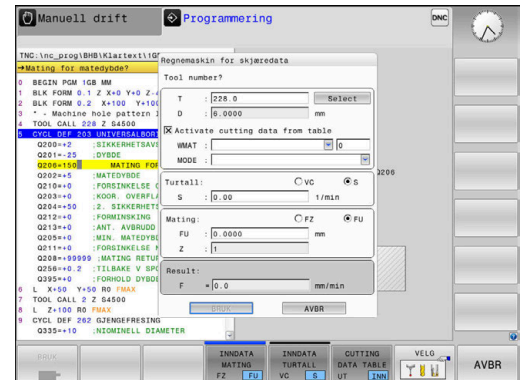 Manuell drift
Programmering
DNC
TNC:\nc_prog\BHB\Klartext\1G
→Mating for matedybde?
0 BEGIN PGM 1GB MM
1 BLK FORM 0.1 Z X+0 Y+0 Z-
2 BLK FORM 0.2 X+100 Y+100
3 * - Machine hole pattern
4 TOOL CALL 2 Z S4500
5 CYCL DEF 203 UNIVERSALBOR
Q200=+2 ;SIKKERHETSAVS
Q201=-25 ;DYBDE
Q206=150 MATING FOR
Q202=+5 ;MATEDYBDE
Q210=+0 ;FORSINKELSE
Q203=+0 ;KOOR. OVERFLA
Q204=+50 ;2. SIKKERHET
Q212=+0 ;FORMINSKING
Q213=+0 ;ANT. AVBRUDD
Q205=+0 ;MIN. MATEDYB
Q211=+0 ;FORSINKELSE
Q208=+99999 ;MATING RETU
Q256=+0.2 ;TILBAKE V SPO
Q395=+0 ;FORHOLD DYBDE
6 L X+50 Y+50 R0 FMAX
7 TOOL CALL 2 Z S4500
8 L Z+100 R0 FMAX
9 CYCL DEF 262 GJENGEFRESING
Q335=+10 ;NIOMINELL DIAMETER
Regnemaskin for skjæredata
Tool number?
T : 228.0 Select
D : 6.0000 mm
Activate cutting data from table
WMAT : 0
MODE :
Turtall: VC S
S : 0.00 1/min
Mating: FZ FU
FU : 0.0000 mm
Z : 1
Result:
F = 0.0 mm/min
BRUK AVBR
Q206
BRUK
INNDATA MATING FZ FU
INNDATA TURTALL VC S
CUTTING DATA TABLE UT INN
VELG
AVBR